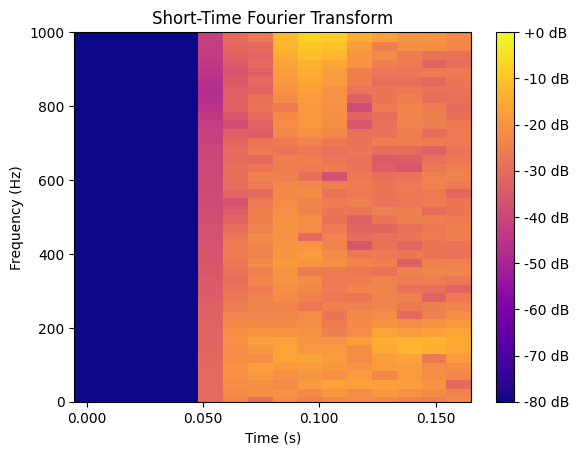 Short-Time Fourier Transform
1000
800
600
400
200
0
Frequency (Hz)
0.000
0.050
0.100
0.150
Time (s)
+0 dB
-10 dB
-20 dB
-30 dB
-40 dB
-50 dB
-60 dB
-70 dB
-80 dB